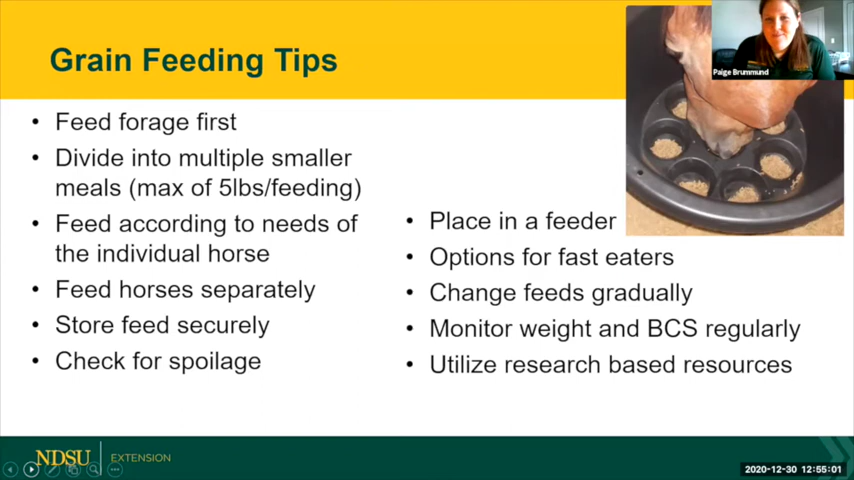 Grain Feeding Tips
• Feed forage first
• Divide into multiple smaller
meals (max of 5lbs/feeding)
• Feed according to needs of
the individual horse
• Feed horses separately
• Store feed securely
• Check for spoilage
• Place in a feeder
• Options for fast eaters
• Change feeds gradually
• Monitor weight and BCS regularly
• Utilize research based resources
Paige Brummund
NDSU EXTENSION
2020-12-30 12:55:01